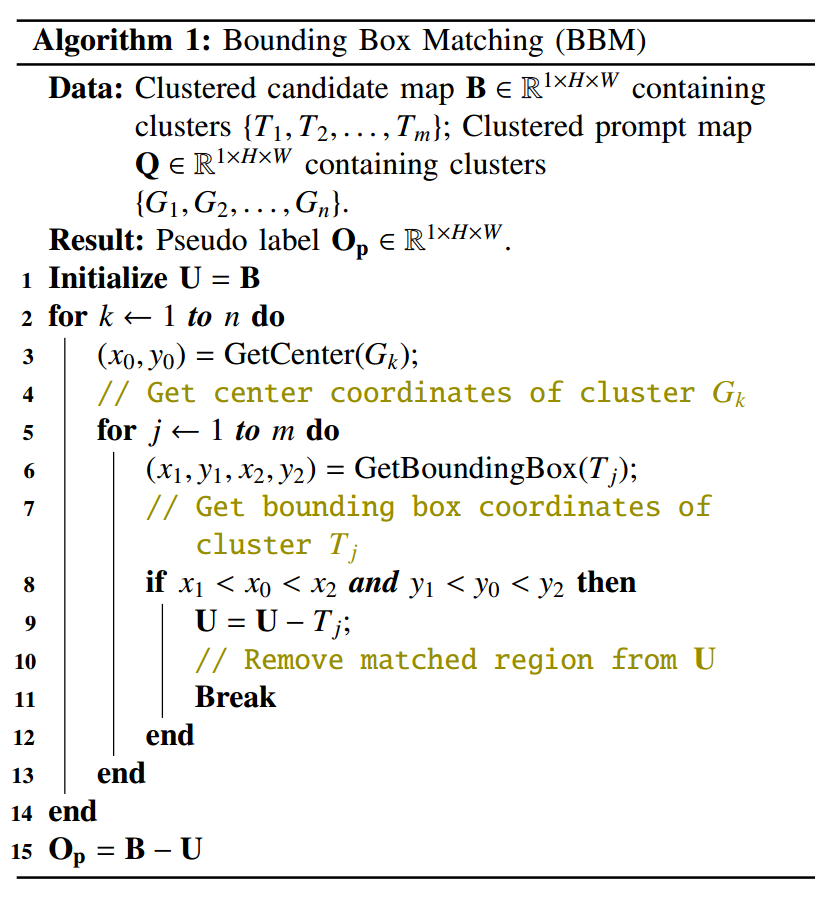 Algorithm 1: Bounding Box Matching (BBM)
Data: Clustered candidate map B ∈ ℝ^{1×H×W} containing
clusters {T_1, T_2, . . . , T_m}; Clustered prompt map
Q ∈ ℝ^{1×H×W} containing clusters
{G_1, G_2, . . . , G_n}.
Result: Pseudo label O_p ∈ ℝ^{1×H×W}.
1 Initialize U = B
2 for k ← 1 to n do
3 (x_0, y_0) = GetCenter(G_k);
4 // Get center coordinates of cluster G_k
5 for j ← 1 to m do
6 (x_1, y_1, x_2, y_2) = GetBoundingBox(T_j);
7 // Get bounding box coordinates of
cluster T_j
8 if x_1 < x_0 < x_2 and y_1 < y_0 < y_2 then
9 U = U − T_j;
10 // Remove matched region from U
11 Break
12 end
13 end
14 end
15 O_p = B − U